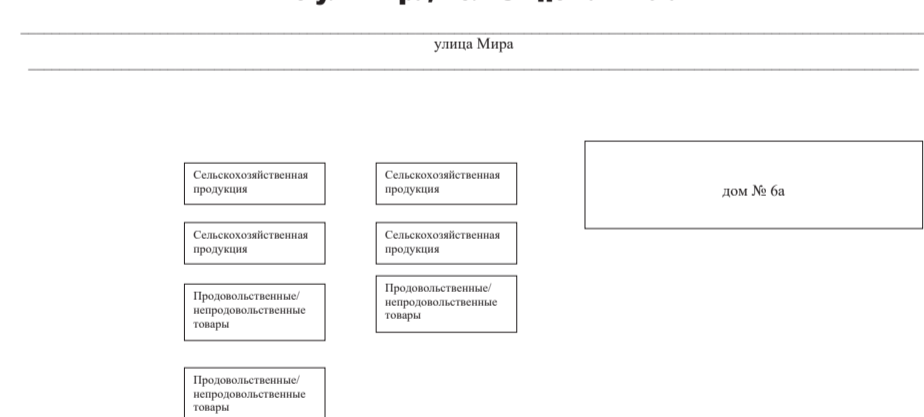 улица Мира
Сельскохозяйственная
продукция
Сельскохозяйственная
продукция
дом № 6а
Сельскохозяйственная
продукция
Сельскохозяйственная
продукция
Продовольственные/
непродовольственные
товары
Продовольственные/
непродовольственные
товары
Продовольственные/
непродовольственные
товары